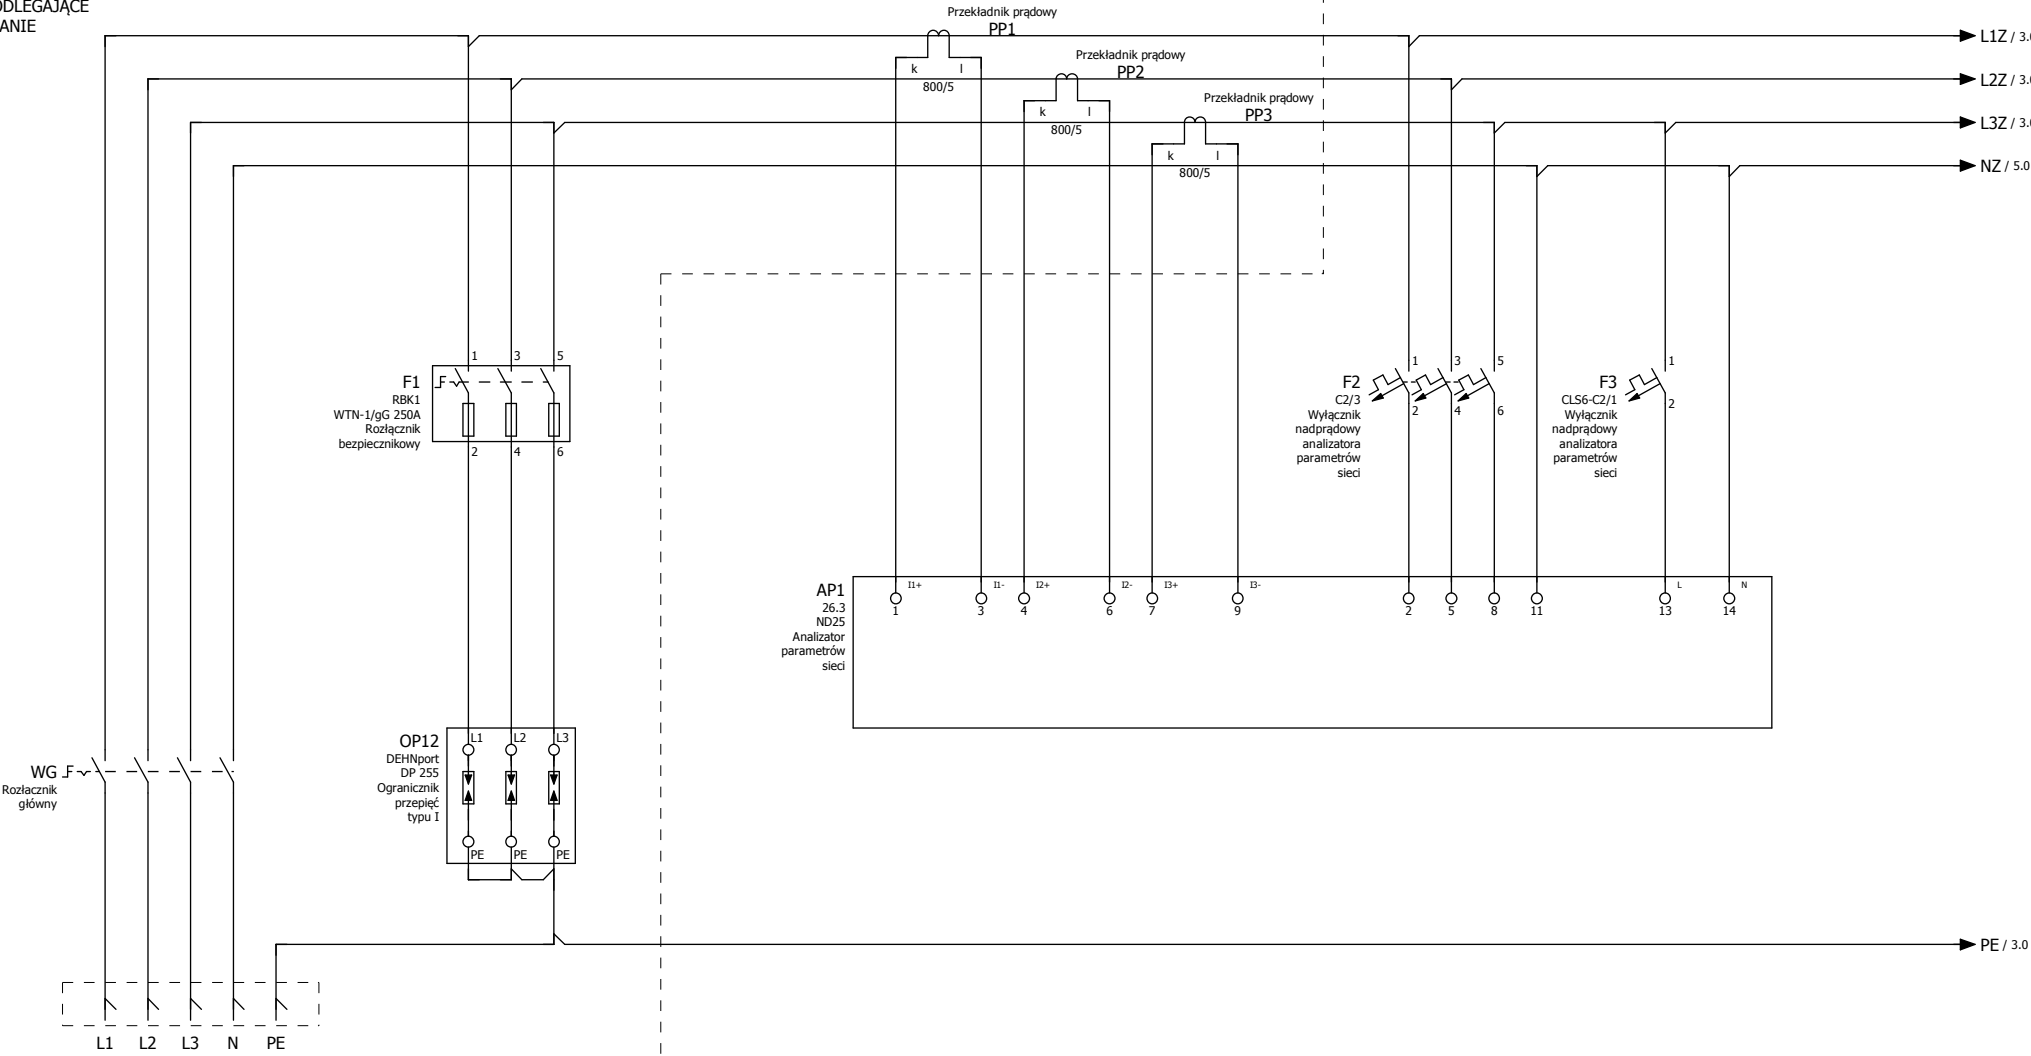 ANIE
Przekładnik prądowy
PP1
k l
800/5
Przekładnik prądowy
PP2
k l
800/5
Przekładnik prądowy
PP3
k l
800/5
L1Z / 3.
L2Z / 3.
L3Z / 3.
NZ / 5.0
1 3 5
F1
RBK1
WTN-1/gG 250A
Rozłącznik
bezpiecznikowy
2 4 6
1 3 5
F2
C2/3
Wyłącznik
nadprądowy
analizatora
parametrów
sieci
2 4 6
1
F3
CLS6-C2/1
Wyłącznik
nadprądowy
analizatora
parametrów
sieci
2
AP1
26.3
ND25
Analizator
parametrów
sieci
I1+ I1- I2+ I2- I3+ I3- L N
1 3 4 6 7 9 2 5 8 11 13 14
OP12
DEHNport
DP 255
Ogranicznik
przepięć
typu I
L1 L2 L3
PE PE PE
WG
Rozłacznik
główny
PE / 3.0
L1 L2 L3 N PE